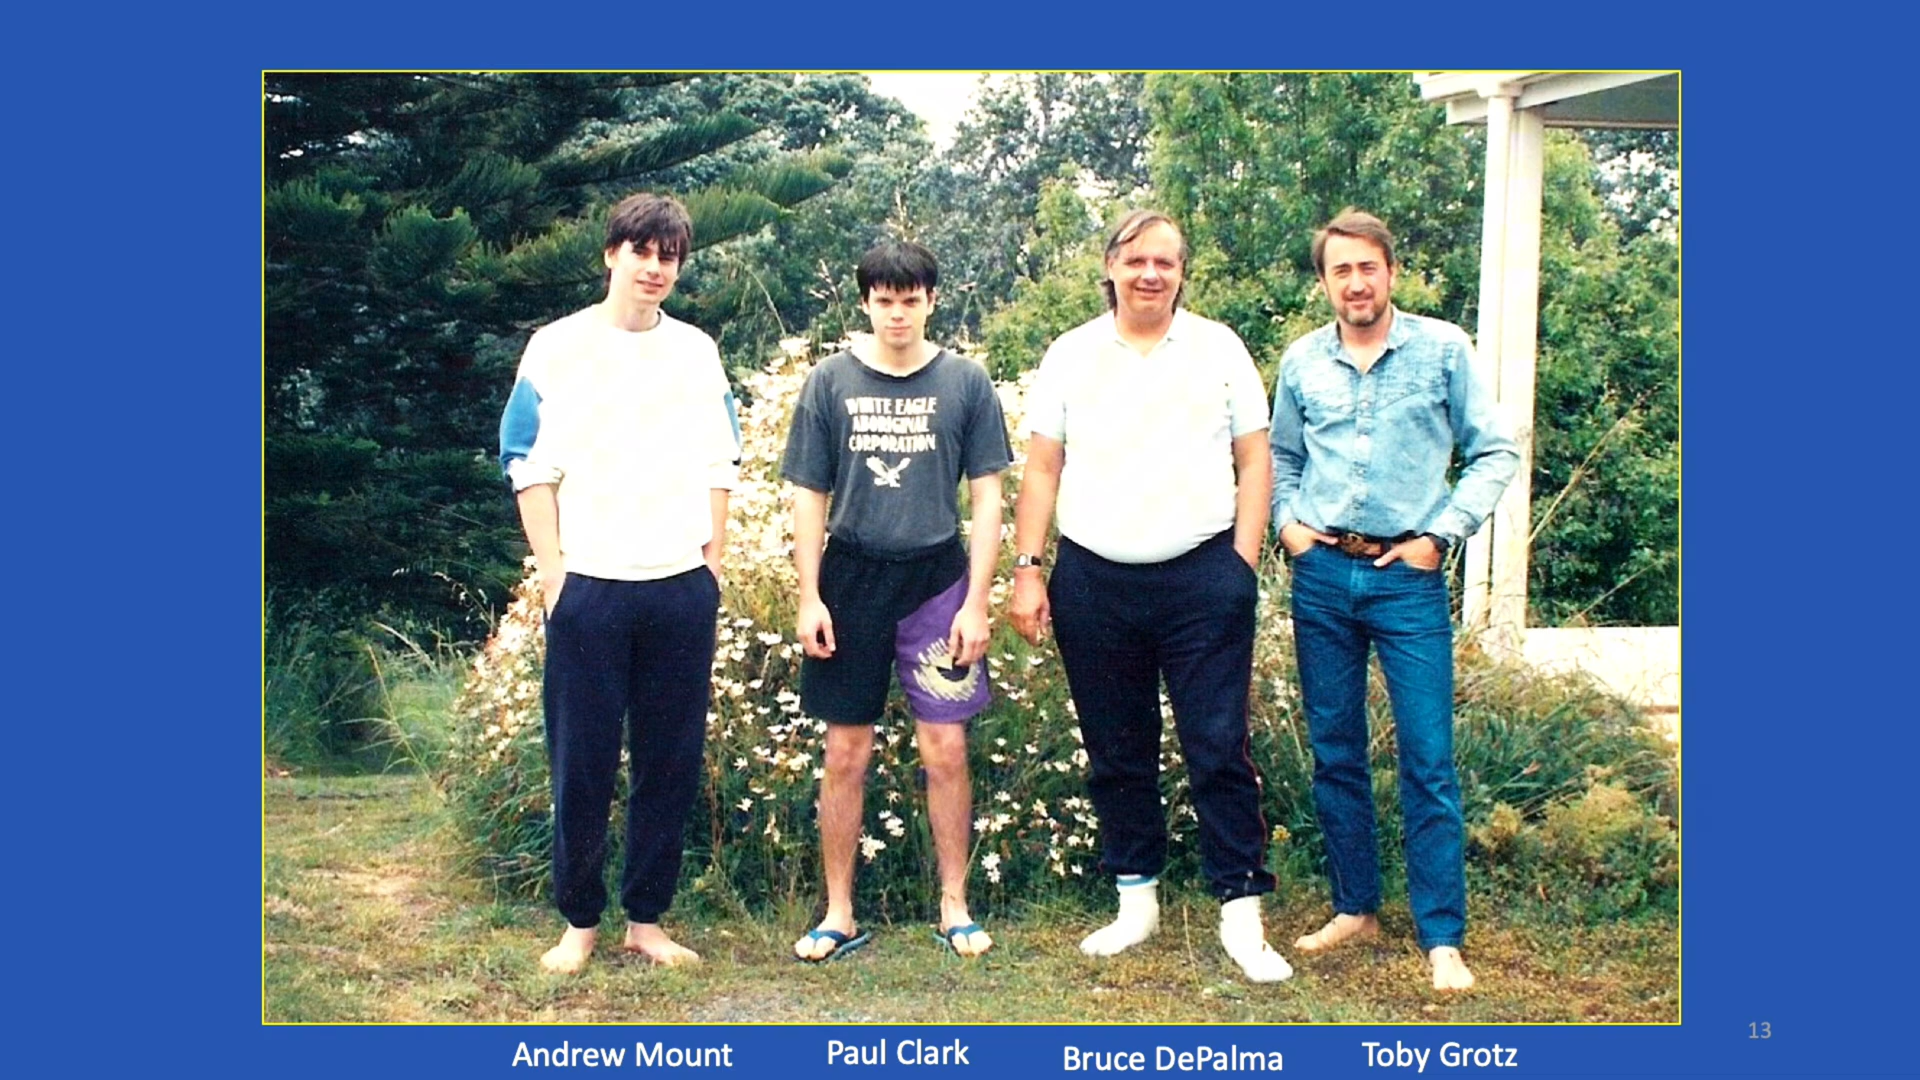 WHITE EAGLE
ABORIGINAL
CORPORATION
13
Andrew Mount
Paul Clark
Bruce DePalma
Toby Grotz